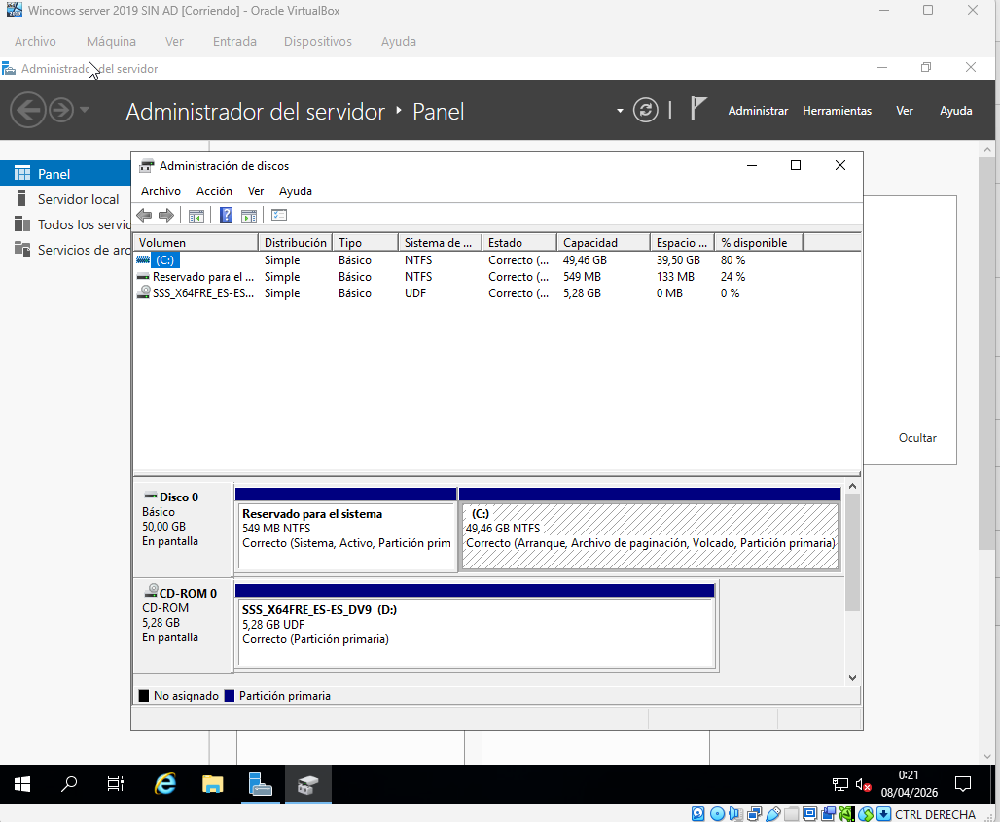 Windows server 2019 SIN AD [Corriendo] - Oracle VirtualBox
Archivo Máquina Ver Entrada Dispositivos Ayuda
Administrador del servidor
Administrador del servidor Panel
Administrar Herramientas Ver Ayuda
Panel
Servidor local
Todos los servic
Servicios de arc
Administración de discos
Archivo Acción Ver Ayuda
Volumen Distribución Tipo Sistema de ... Estado Capacidad Espacio ... % disponible
(C:) Simple Básico NTFS Correcto (... 49,46 GB 39,50 GB 80 %
Reservado para el ... Simple Básico NTFS Correcto (... 549 MB 133 MB 24 %
SSS_X64FRE_ES-ES... Simple Básico UDF Correcto (... 5,28 GB 0 MB 0 %
Ocultar
Disco 0
Básico
50,00 GB
En pantalla
Reservado para el sistema
549 MB NTFS
Correcto (Sistema, Activo, Partición prim
(C:)
49,46 GB NTFS
Correcto (Arranque, Archivo de paginación, Volcado, Partición primaria)
CD-ROM 0
CD-ROM
5,28 GB
En pantalla
SSS_X64FRE_ES-ES_DV9 (D:)
5,28 GB UDF
Correcto (Partición primaria)
No asignado Partición primaria
0:21
08/04/2026
CTRL DERECHA